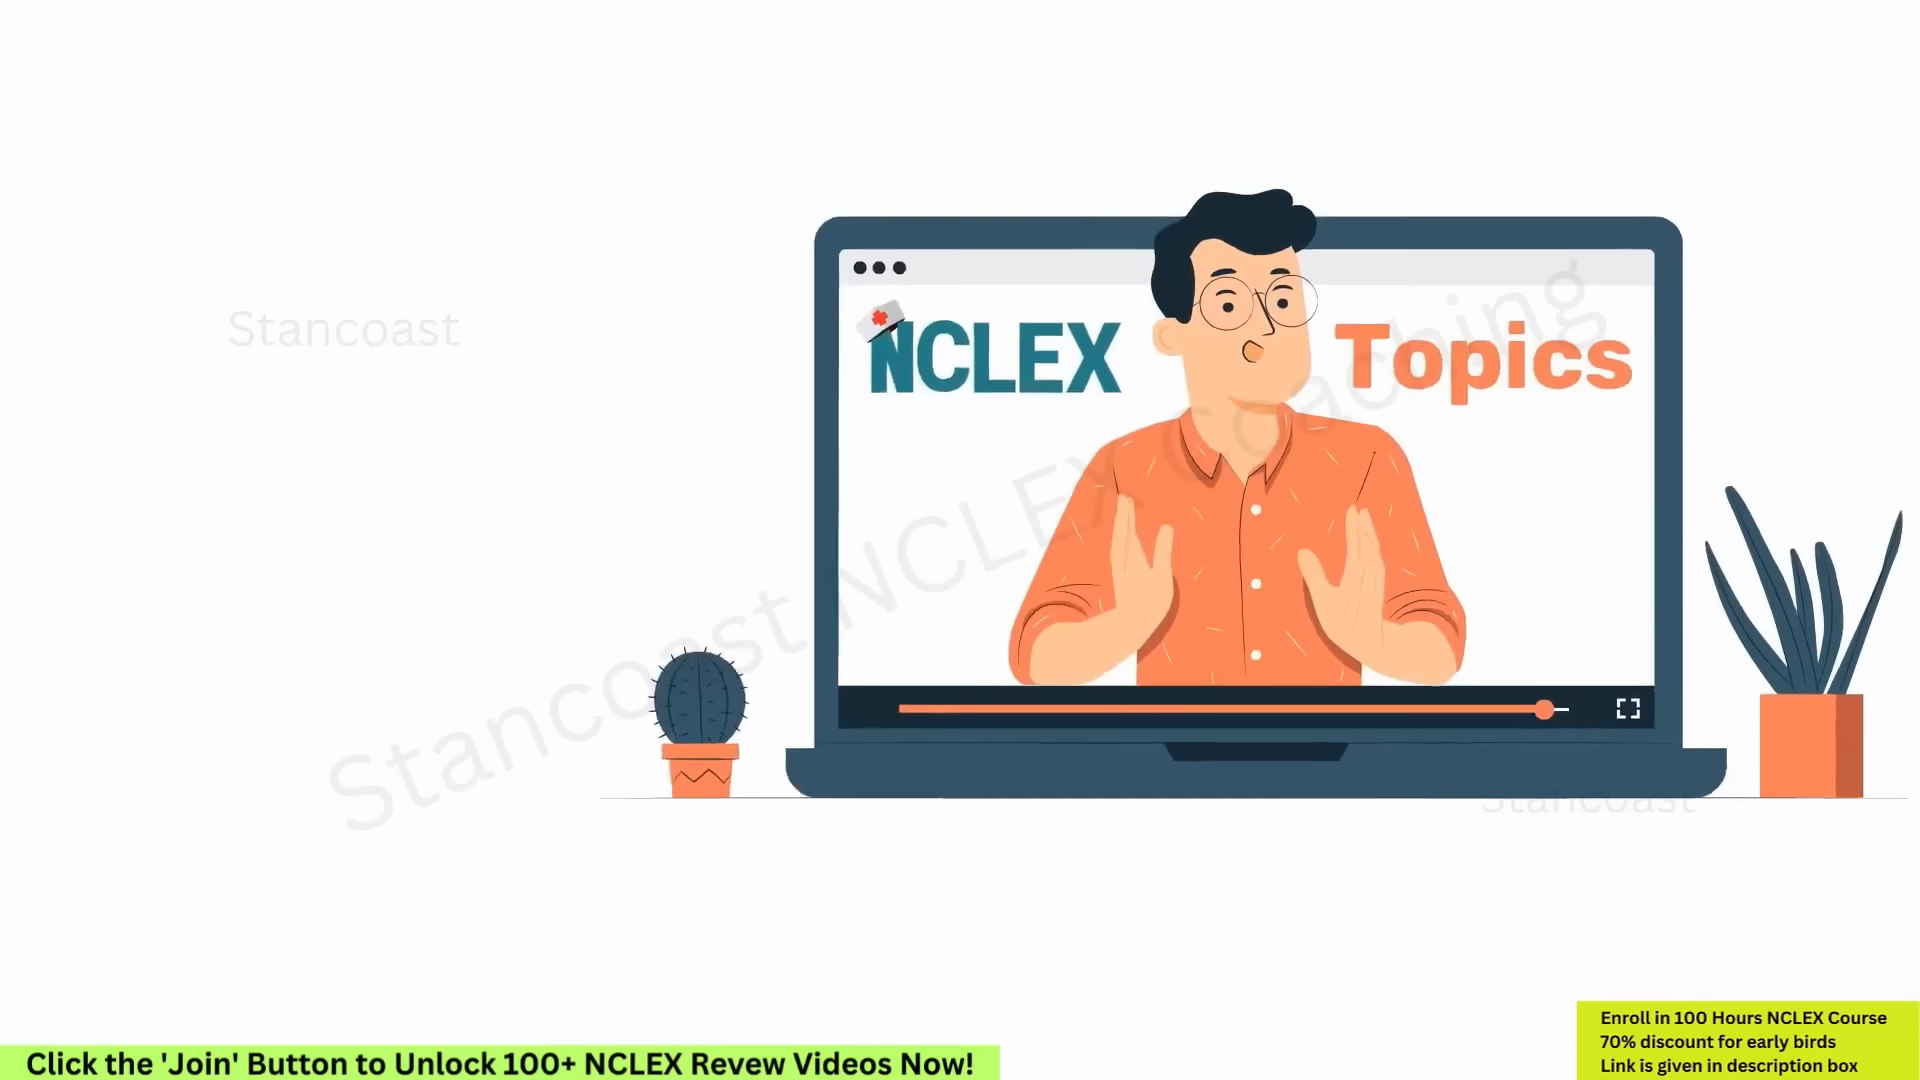 Stancoast
NCLEX Topics
Stancoast NCLEX Coaching
Stancoast
Click the 'Join' Button to Unlock 100+ NCLEX Revew Videos Now!
Enroll in 100 Hours NCLEX Course
70% discount for early birds
Link is given in description box